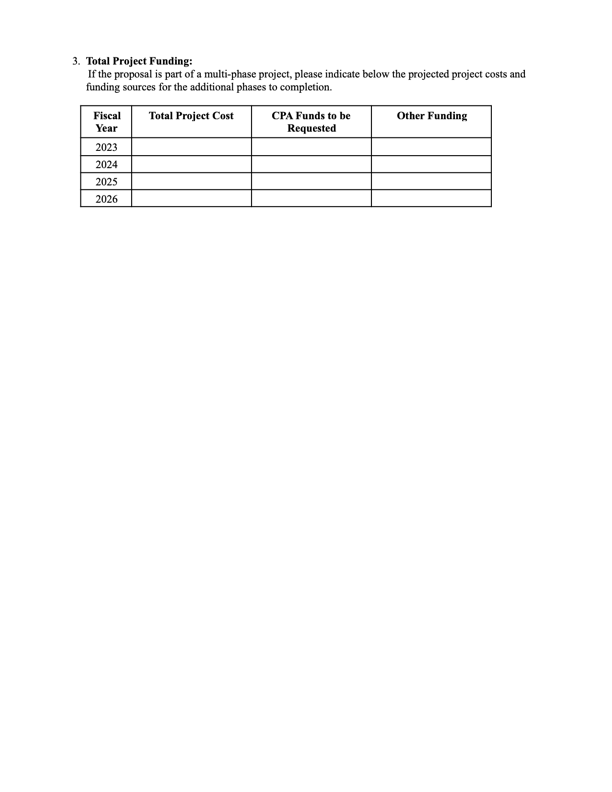 3. Total Project Funding:
If the proposal is part of a multi-phase project, please indicate below the projected project costs and
funding sources for the additional phases to completion.
Fiscal Year Total Project Cost CPA Funds to be Requested Other Funding
2023
2024
2025
2026